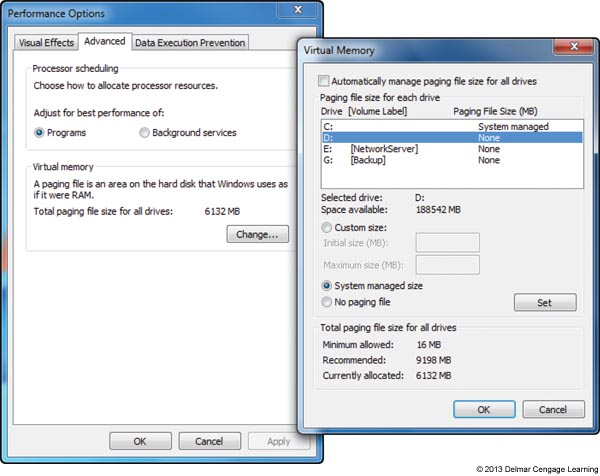 Performance Options
Visual Effects Advanced Data Execution Prevention
Processor scheduling
Choose how to allocate processor resources.
Adjust for best performance of:
Programs Background services
Virtual memory
A paging file is an area on the hard disk that Windows uses as
if it were RAM.
Total paging file size for all drives: 6132 MB
Change...
OK Cancel Apply
Virtual Memory
Automatically manage paging file size for all drives
Paging file size for each drive
Drive [Volume Label] Paging File Size (MB)
C: System managed
D: None
E: [NetworkServer] None
G: [Backup] None
Selected drive: D:
Space available: 188542 MB
Custom size:
Initial size (MB):
Maximum size (MB):
System managed size
No paging file Set
Total paging file size for all drives
Minimum allowed: 16 MB
Recommended: 9198 MB
Currently allocated: 6132 MB
OK Cancel
© 2013 Delmar Cengage Learning